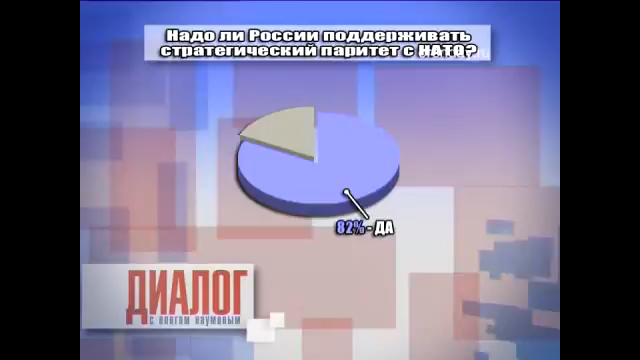 Надо ли России поддерживать
стратегический паритет с НАТО?
82% - ДА
ДИАЛОГ
с олегом наумовым